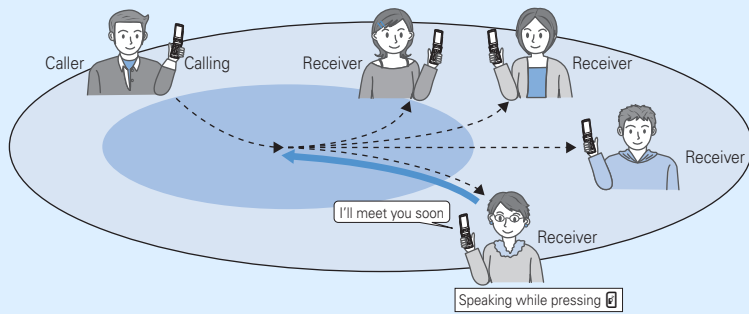 Caller
Calling
Receiver
Receiver
Receiver
I'll meet you soon
Receiver
Speaking while pressing